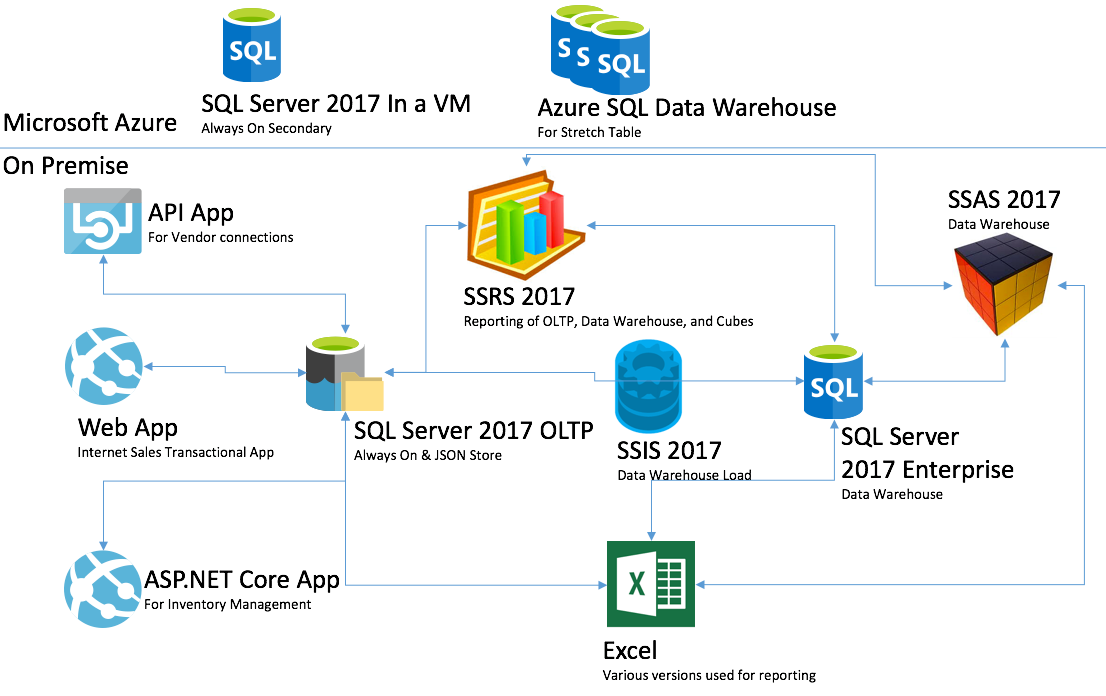 SQL
S
S
SQL
SQL Server 2017 In a VM
Always On Secondary
Azure SQL Data Warehouse
For Stretch Table
Microsoft Azure
On Premise
API App
For Vendor connections
SSAS 2017
Data Warehouse
SSRS 2017
Reporting of OLTP, Data Warehouse, and Cubes
SQL
Web App
Internet Sales Transactional App
SQL Server 2017 OLTP
Always On & JSON Store
SSIS 2017
Data Warehouse Load
SQL Server
2017 Enterprise
Data Warehouse
ASP.NET Core App
For Inventory Management
X
Excel
Various versions used for reporting